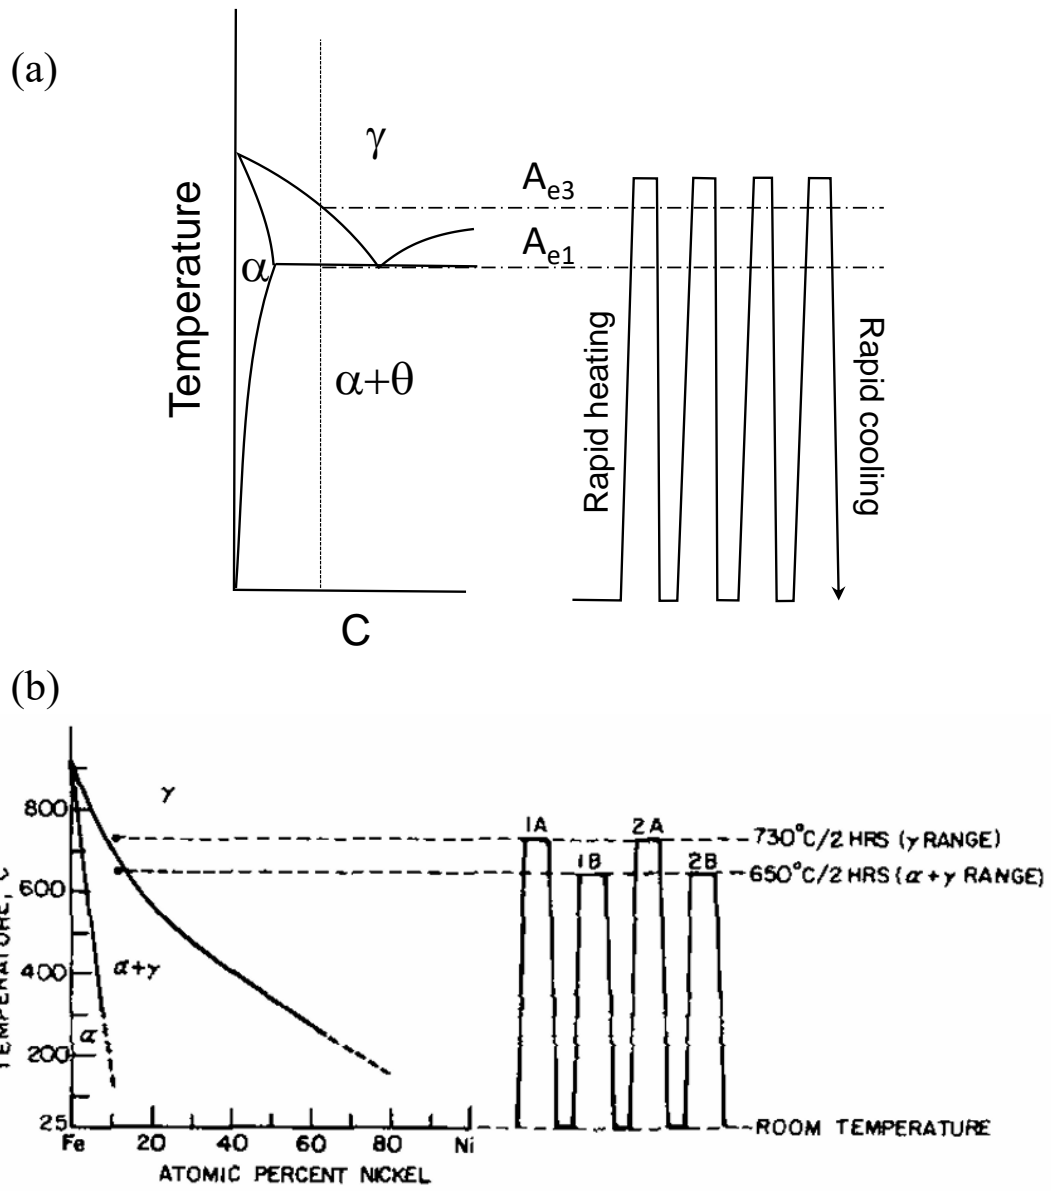 (a)
γ
Temperature
Ae3
Ae1
α
α+θ
Rapid heating
Rapid cooling
C
(b)
γ
800
600
400
200
25
α+γ
α
1A
2A
1B
2B
730°C/2 HRS (γ RANGE)
650°C/2 HRS (α+γ RANGE)
ROOM TEMPERATURE
Fe
20
40
60
80
Ni
ATOMIC PERCENT NICKEL